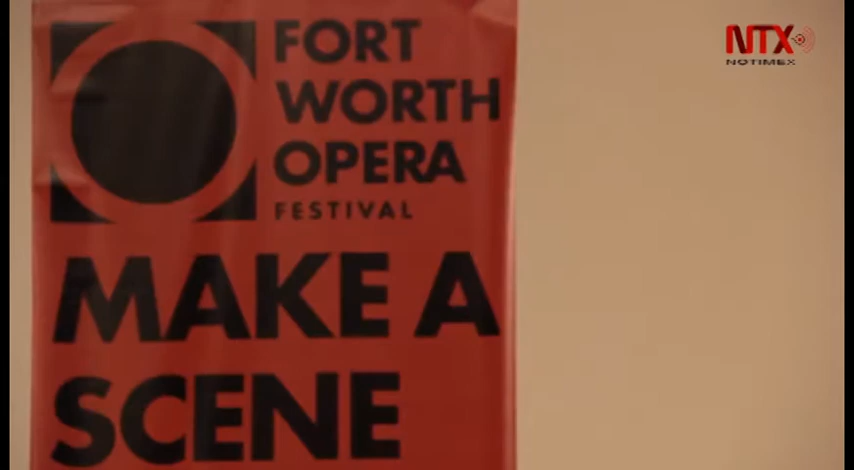 FORT
WORTH
OPERA
FESTIVAL
MAKE A
SCENE
NTX
NOTIMEX